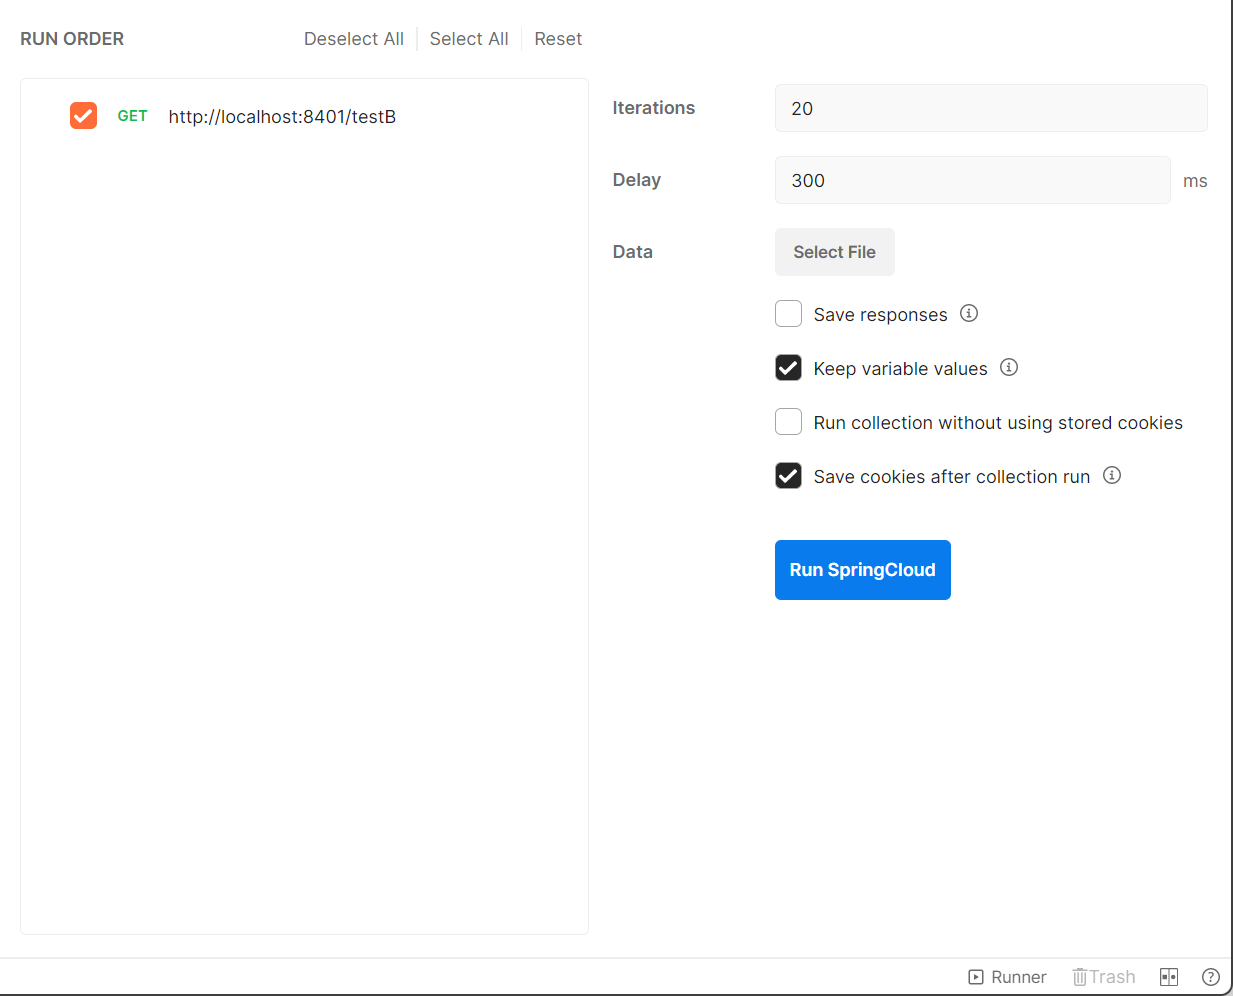 RUN ORDER
Deselect All
Select All
Reset
GET http://localhost:8401/testB
Iterations
20
Delay
300
ms
Data
Select File
Save responses
Keep variable values
Run collection without using stored cookies
Save cookies after collection run
Run SpringCloud
Runner
Trash